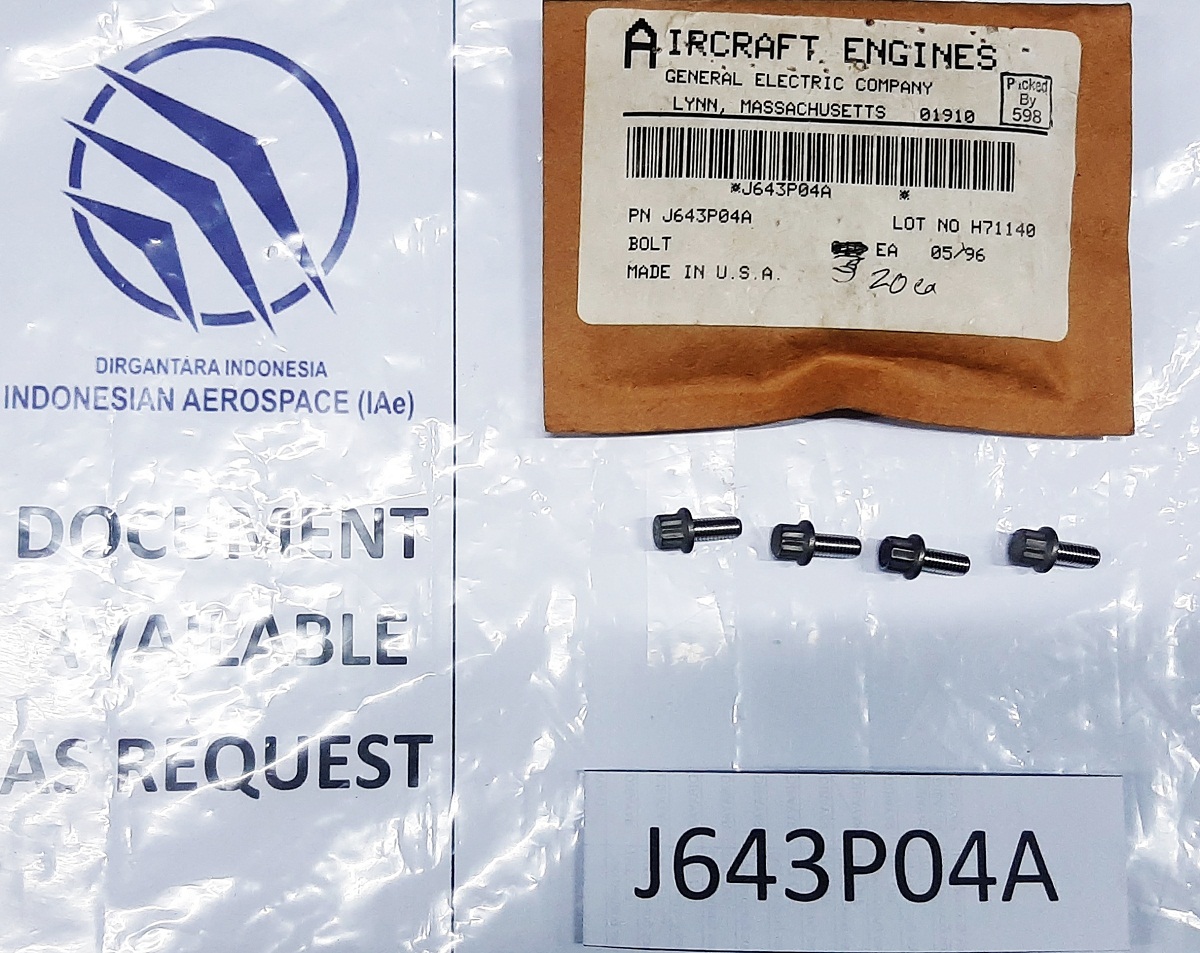 DIRGANTARA INDONESIA
INDONESIAN AEROSPACE (IAe)
DOCUMENT
AVAILABLE
AS REQUEST
AIRCRAFT ENGINES
GENERAL ELECTRIC COMPANY
LYNN, MASSACHUSETTS 01910
Picked
By
598
*J643P04A *
PN J643P04A LOT NO H71140
BOLT EA 05/96
MADE IN U.S.A. 20 ea
J643P04A